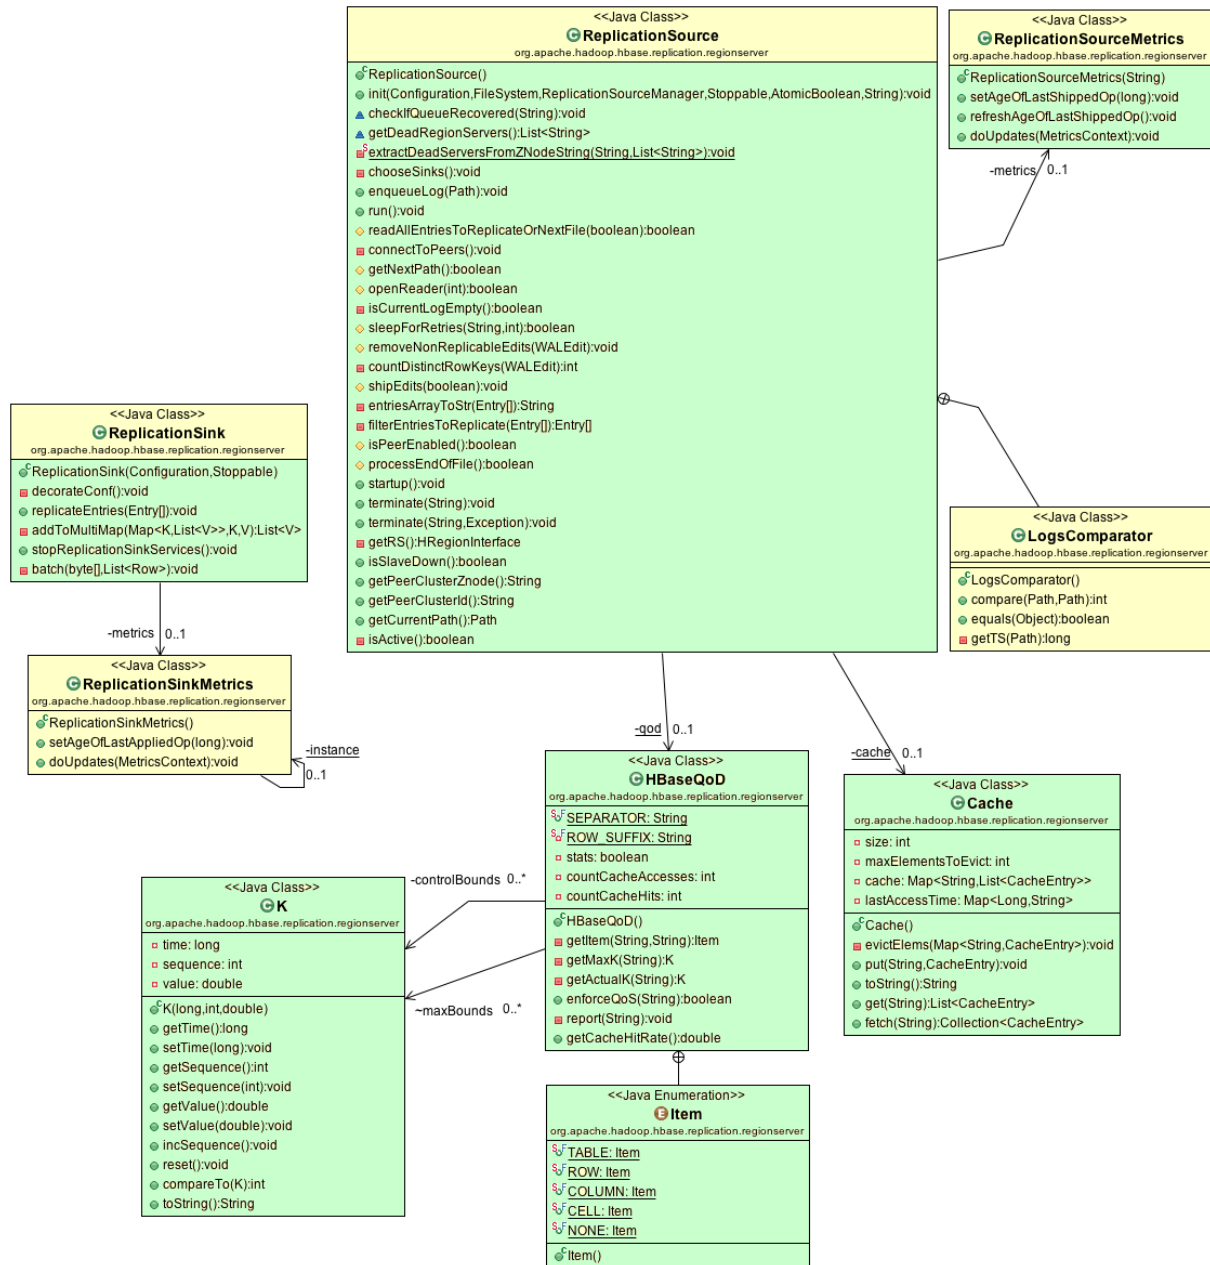 <<Java Class>>
ReplicationSource
org.apache.hadoop.hbase.replication.regionserver
ReplicationSource()
init(Configuration,FileSystem,ReplicationSourceManager,Stoppable,AtomicBoolean,String):void
checkIfQueueRecovered(String):void
getDeadRegionServers():List<String>
extractDeadServersFromZNodeString(String,List<String>):void
chooseSinks():void
enqueueLog(Path):void
run():void
readAllEntriesToReplicateOrNextFile(boolean):boolean
connectToPeers():void
getNextPath():boolean
openReader(int):boolean
isCurrentLogEmpty():boolean
sleepForRetries(String,int):boolean
removeNonReplicableEdits(WALEdit):void
countDistinctRowKeys(WALEdit):int
shipEdits(boolean):void
entriesArrayToStr(Entry[]):String
filterEntriesToReplicate(Entry[]):Entry[]
isPeerEnabled():boolean
processEndOfFile():boolean
startup():void
terminate(String):void
terminate(String,Exception):void
getRS():HRegionInterface
isSlaveDown():boolean
getPeerClusterZnode():String
getPeerClusterId():String
getCurrentPath():Path
isActive():boolean
<<Java Class>>
ReplicationSourceMetrics
org.apache.hadoop.hbase.replication.regionserver
ReplicationSourceMetrics(String)
setAgeOfLastShippedOp(long):void
refreshAgeOfLastShippedOp():void
doUpdates(MetricsContext):void
-metrics 0..1
<<Java Class>>
ReplicationSink
org.apache.hadoop.hbase.replication.regionserver
ReplicationSink(Configuration,Stoppable)
decorateConf():void
replicateEntries(Entry[]):void
addToMultiMap(Map<K,List<V>>,K,V):List<V>
stopReplicationSinkServices():void
batch(byte[],List<Row>):void
-metrics 0..1
<<Java Class>>
LogsComparator
org.apache.hadoop.hbase.replication.regionserver
LogsComparator()
compare(Path,Path):int
equals(Object):boolean
getTS(Path):long
<<Java Class>>
ReplicationSinkMetrics
org.apache.hadoop.hbase.replication.regionserver
ReplicationSinkMetrics()
setAgeOfLastAppliedOp(long):void
doUpdates(MetricsContext):void
-instance
0..1
-qod 0..1
-cache 0..1
<<Java Class>>
HBaseQoD
org.apache.hadoop.hbase.replication.regionserver
SEPARATOR: String
ROW_SUFFIX: String
stats: boolean
countCacheAccesses: int
countCacheHits: int
HBaseQoD()
getItem(String,String):Item
getMaxK(String):K
getActualK(String):K
enforceQoS(String):boolean
report(String):void
getCacheHitRate():double
<<Java Class>>
Cache
org.apache.hadoop.hbase.replication.regionserver
size: int
maxElementsToEvict: int
cache: Map<String,List<CacheEntry>>
lastAccessTime: Map<Long,String>
Cache()
evictElems(Map<String,CacheEntry>):void
put(String,CacheEntry):void
toString():String
get(String):List<CacheEntry>
fetch(String):Collection<CacheEntry>
-controlBounds 0..*
~maxBounds 0..*
<<Java Class>>
K
org.apache.hadoop.hbase.replication.regionserver
time: long
sequence: int
value: double
K(long,int,double)
getTime():long
setTime(long):void
getSequence():int
setSequence(int):void
getValue():double
setValue(double):void
incSequence():void
reset():void
compareTo(K):int
toString():String
<<Java Enumeration>>
Item
org.apache.hadoop.hbase.replication.regionserver
TABLE: Item
ROW: Item
COLUMN: Item
CELL: Item
NONE: Item
Item()